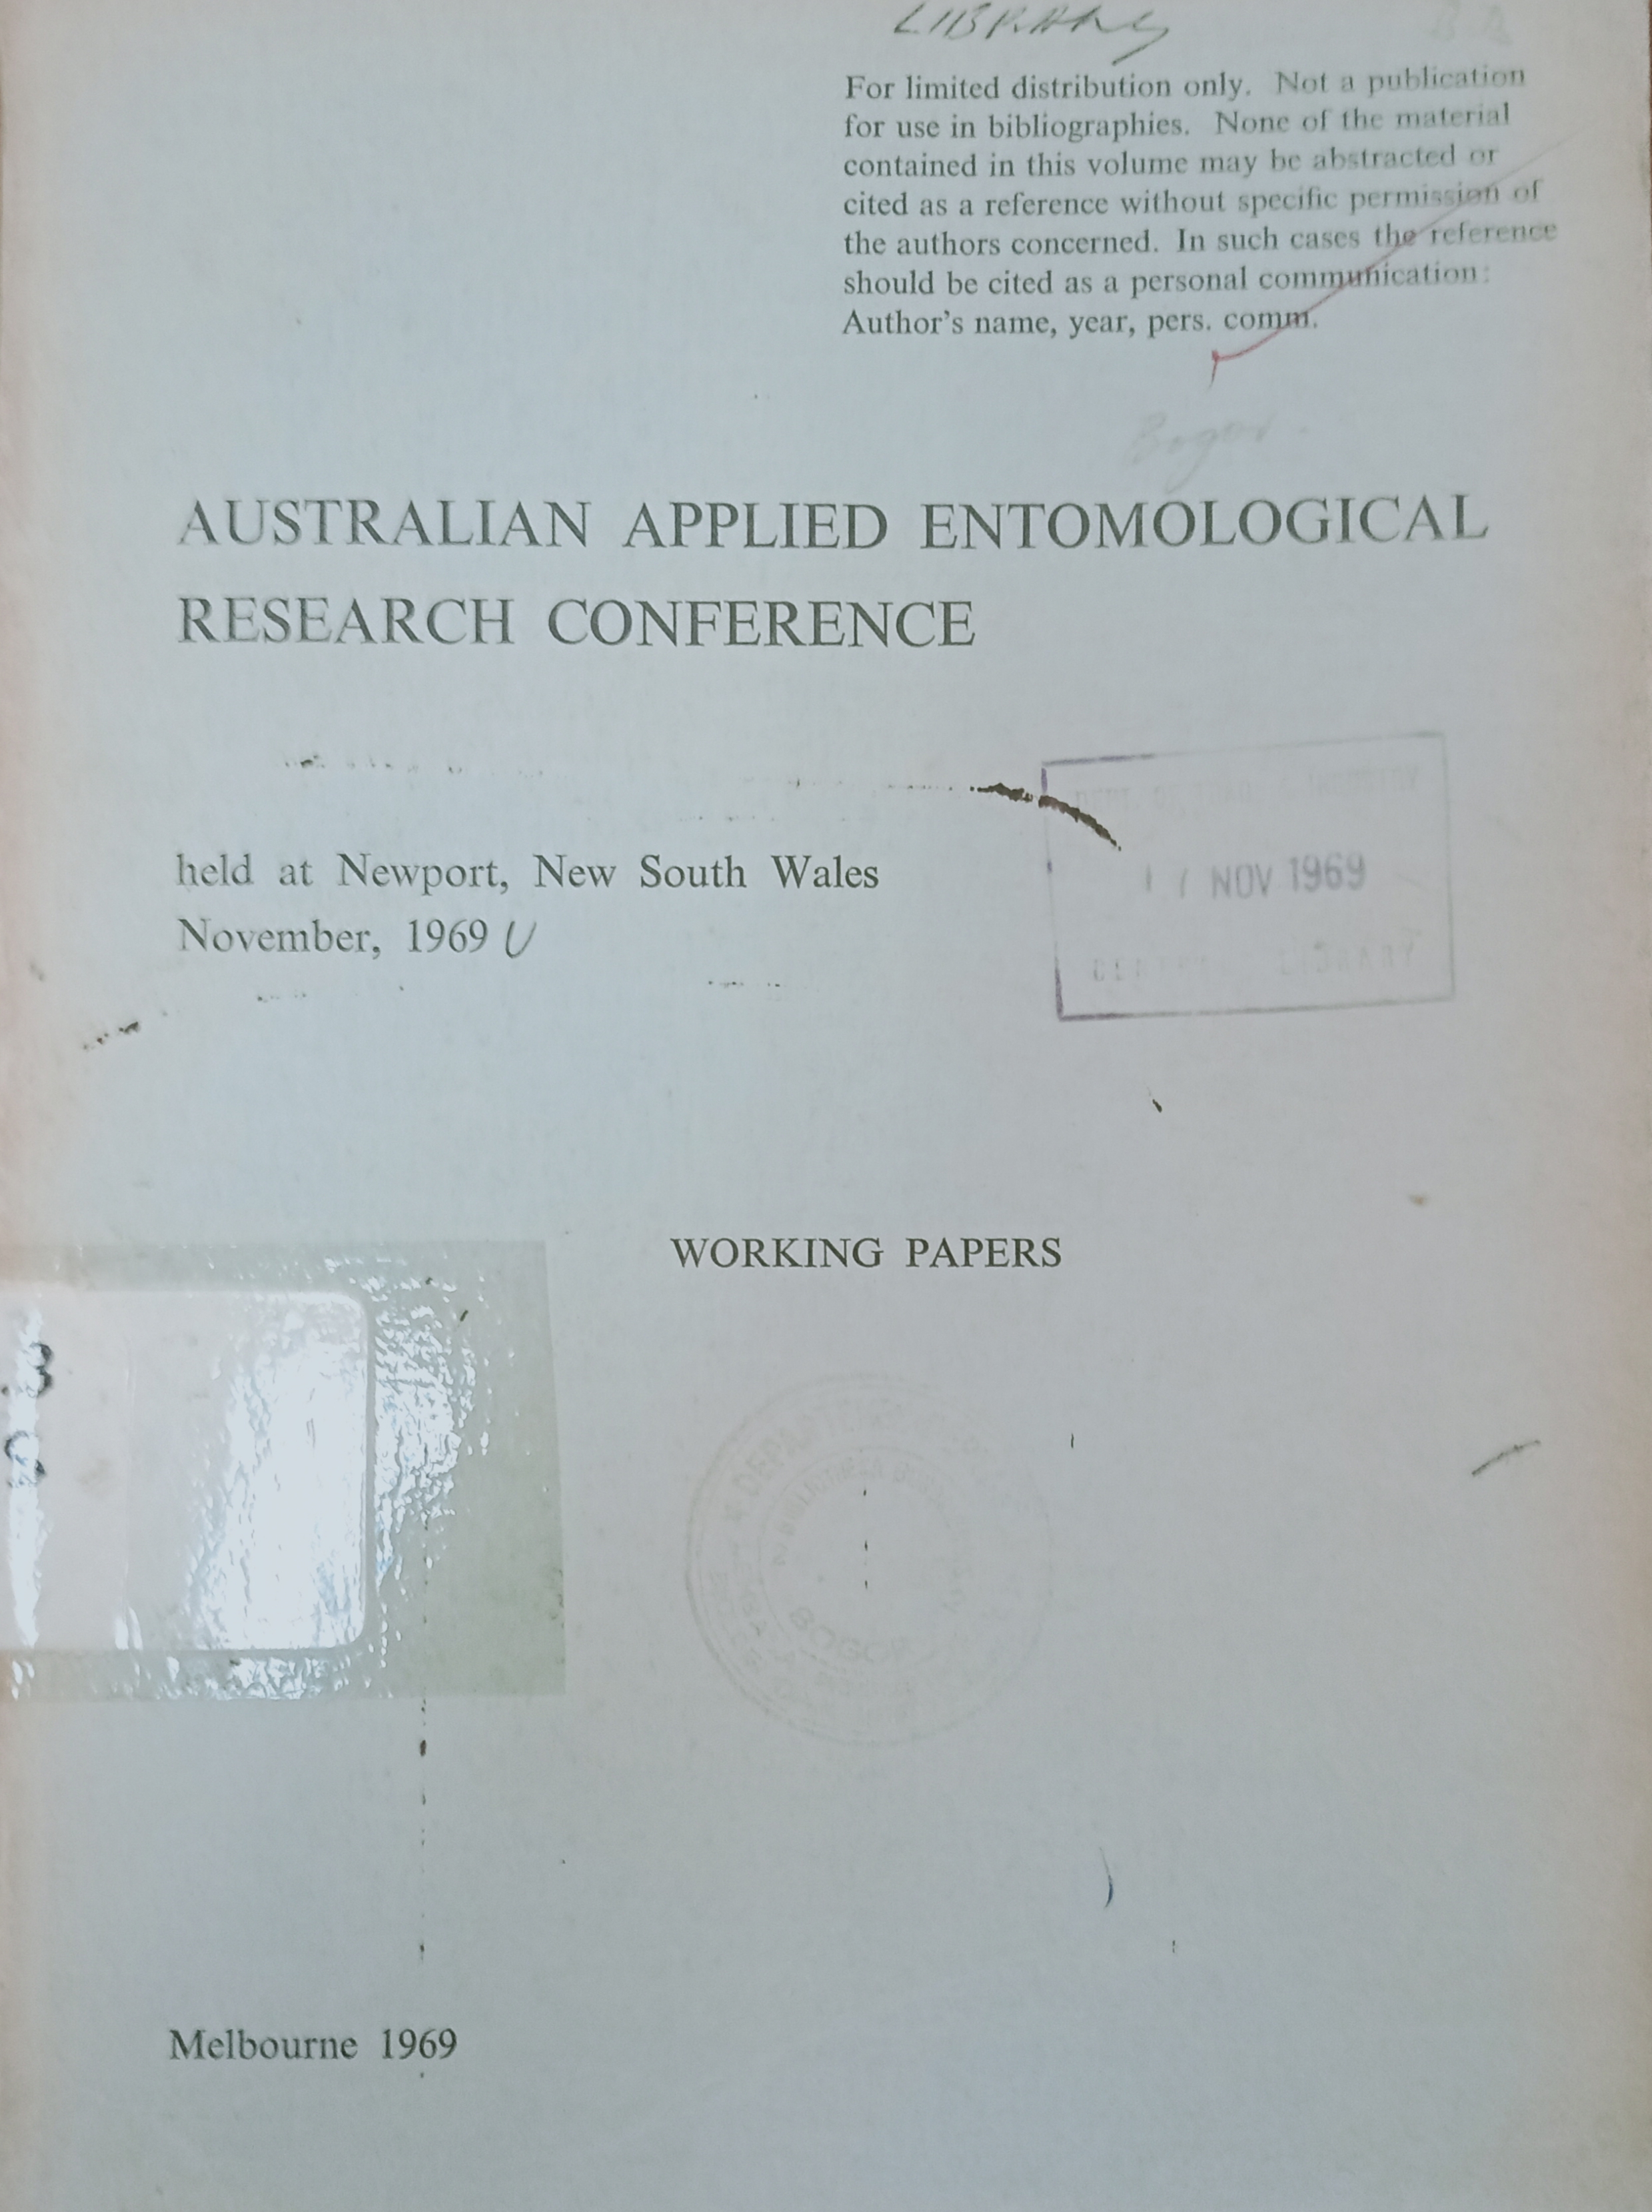 LIBRARY
For limited distribution only. Not a publication
for use in bibliographies. None of the material
contained in this volume may be abstracted or
cited as a reference without specific permission of
the authors concerned. In such cases the reference
should be cited as a personal communication:
Author's name, year, pers. comm.
Bogor.
AUSTRALIAN APPLIED ENTOMOLOGICAL
RESEARCH CONFERENCE
held at Newport, New South Wales
November, 1969
NOV 1969
LIBRARY
WORKING PAPERS
BOGOR
Melbourne 1969